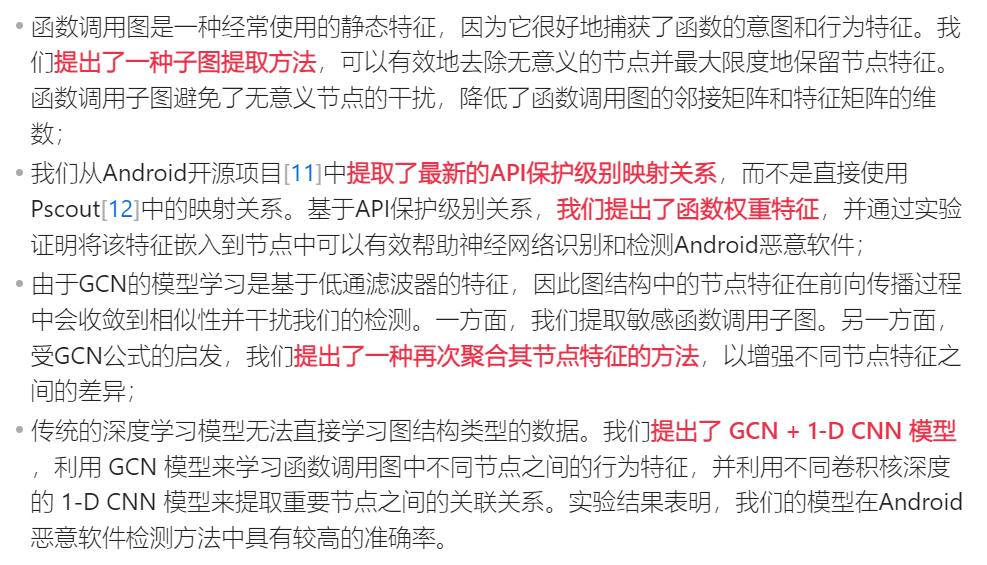 • 函数调用图是一种经常使用的静态特征，因为它很好地捕获了函数的意图和行为特征。我
们提出了一种子图提取方法，可以有效地去除无意义的节点并最大限度地保留节点特征。
函数调用子图避免了无意义节点的干扰，降低了函数调用图的邻接矩阵和特征矩阵的维
数；
• 我们从Android开源项目[11]中提取了最新的API保护级别映射关系，而不是直接使用
Pscout[12]中的映射关系。基于API保护级别关系，我们提出了函数权重特征，并通过实验
证明将该特征嵌入到节点中可以有效帮助神经网络识别和检测Android恶意软件；
• 由于GCN的模型学习是基于低通滤波器的特征，因此图结构中的节点特征在前向传播过程
中会收敛到相似性并干扰我们的检测。一方面，我们提取敏感函数调用子图。另一方面，
受GCN公式的启发，我们提出了一种再次聚合其节点特征的方法，以增强不同节点特征之
间的差异；
• 传统的深度学习模型无法直接学习图结构类型的数据。我们提出了 GCN + 1-D CNN 模型
，利用 GCN 模型来学习函数调用图中不同节点之间的行为特征，并利用不同卷积核深度
的 1-D CNN 模型来提取重要节点之间的关联关系。实验结果表明，我们的模型在Android
恶意软件检测方法中具有较高的准确率。